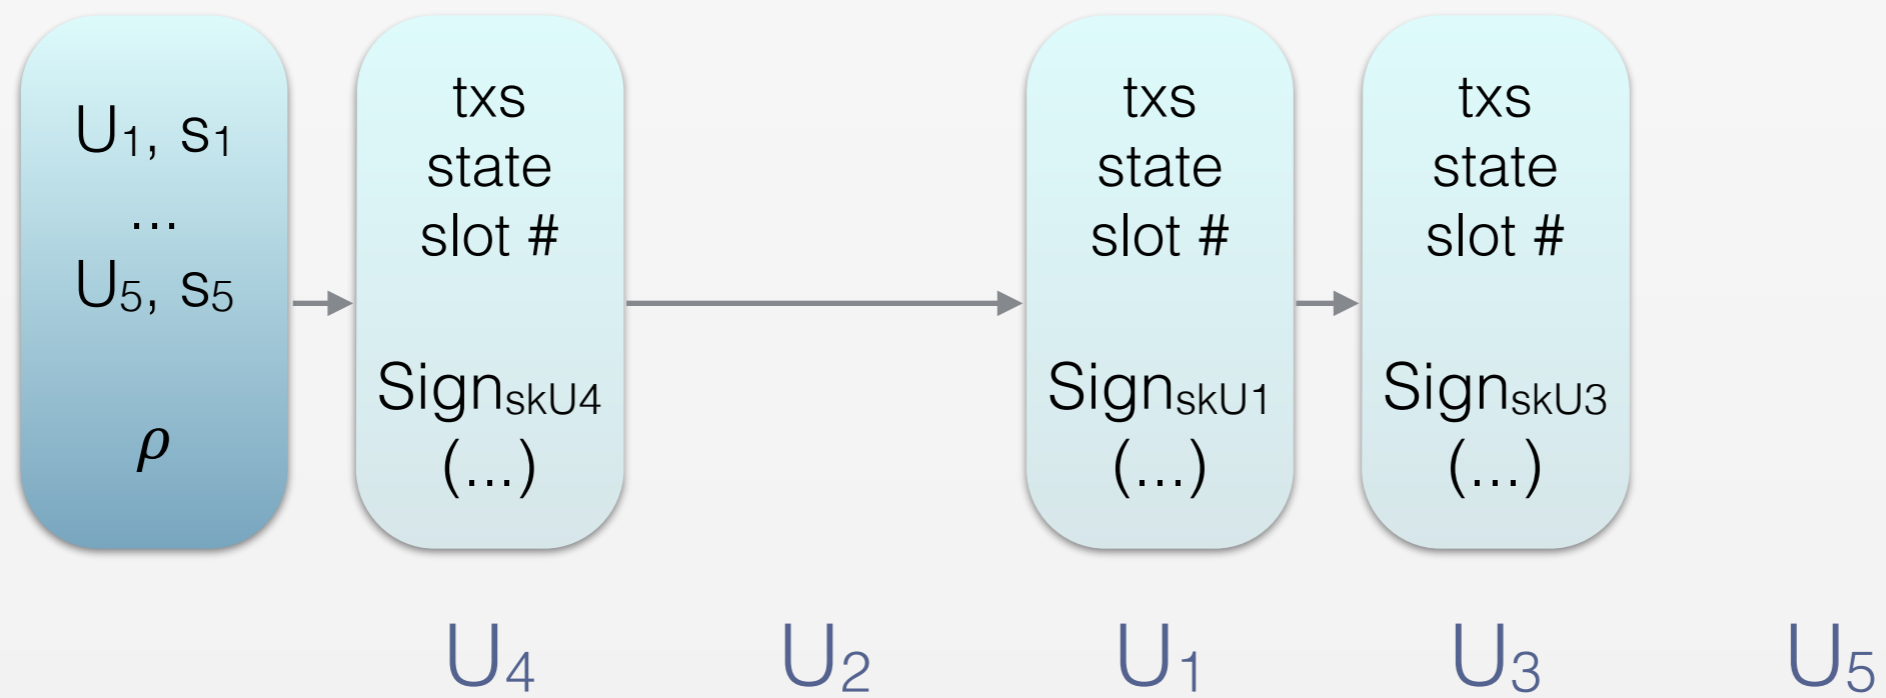 U₁, s₁
...
U₅, s₅
ρ
txs
state
slot #
Signₛₖᵤ₄
(...)
txs
state
slot #
Signₛₖᵤ₁
(...)
txs
state
slot #
Signₛₖᵤ₃
(...)
U₄
U₂
U₁
U₃
U₅